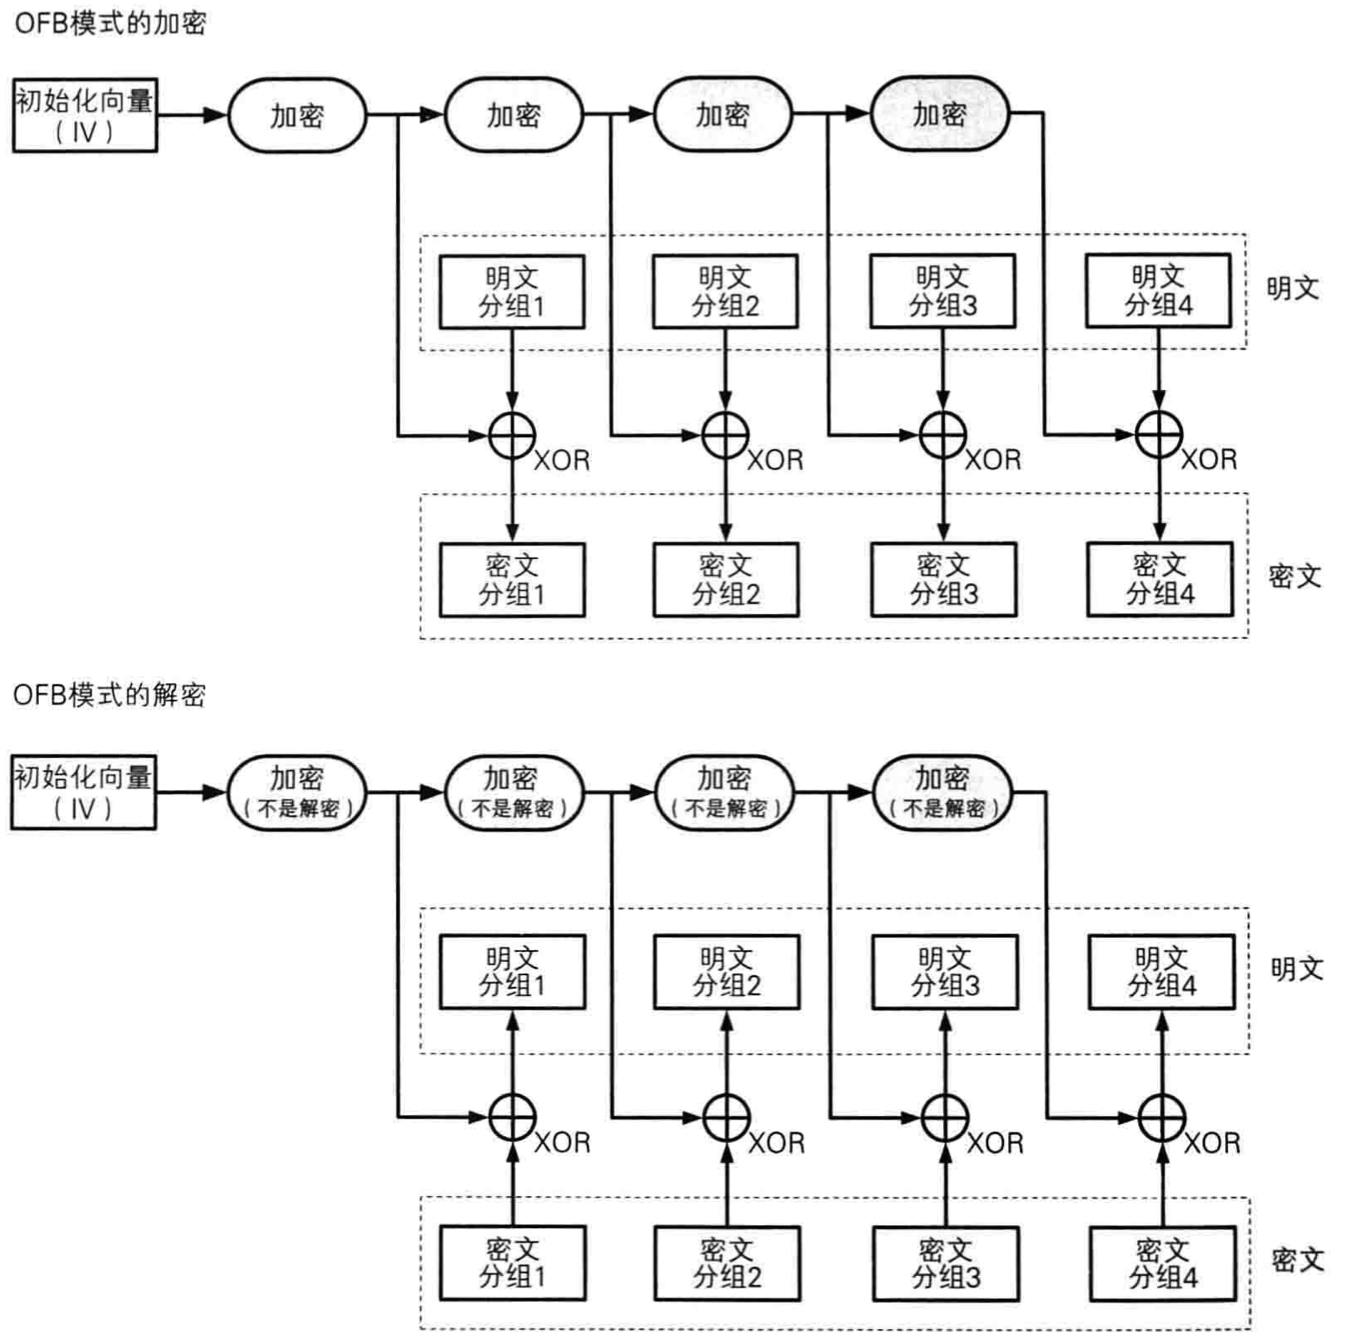 OFB模式的加密
初始化向量
(IV)
加密
加密
加密
加密
明文
分组1
明文
分组2
明文
分组3
明文
分组4
明文
XOR
XOR
XOR
XOR
密文
分组1
密文
分组2
密文
分组3
密文
分组4
密文
OFB模式的解密
初始化向量
(IV)
加密
(不是解密)
加密
(不是解密)
加密
(不是解密)
加密
(不是解密)
明文
分组1
明文
分组2
明文
分组3
明文
分组4
明文
XOR
XOR
XOR
XOR
密文
分组1
密文
分组2
密文
分组3
密文
分组4
密文